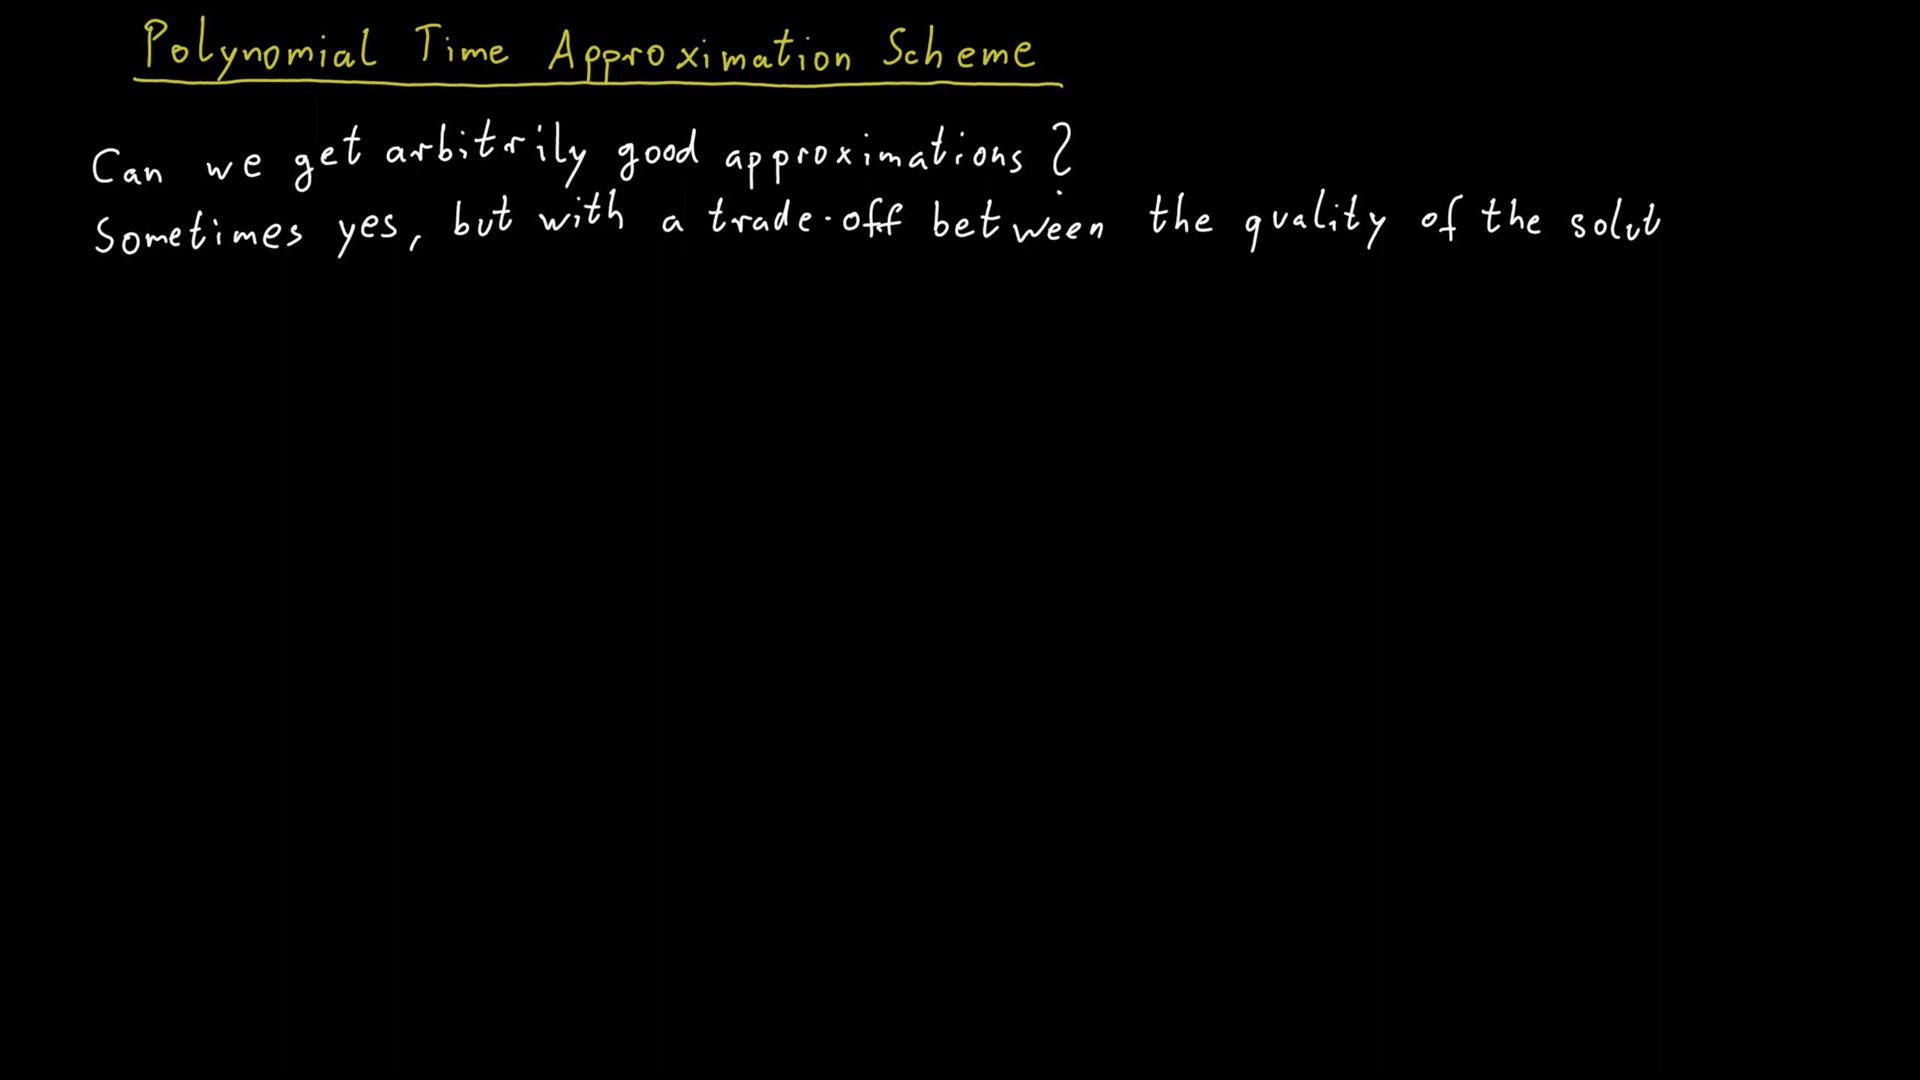 Polynomial Time Approximation Scheme
Can we get arbitrily good approximations?
Sometimes yes, but with a trade-off between the quality of the solut